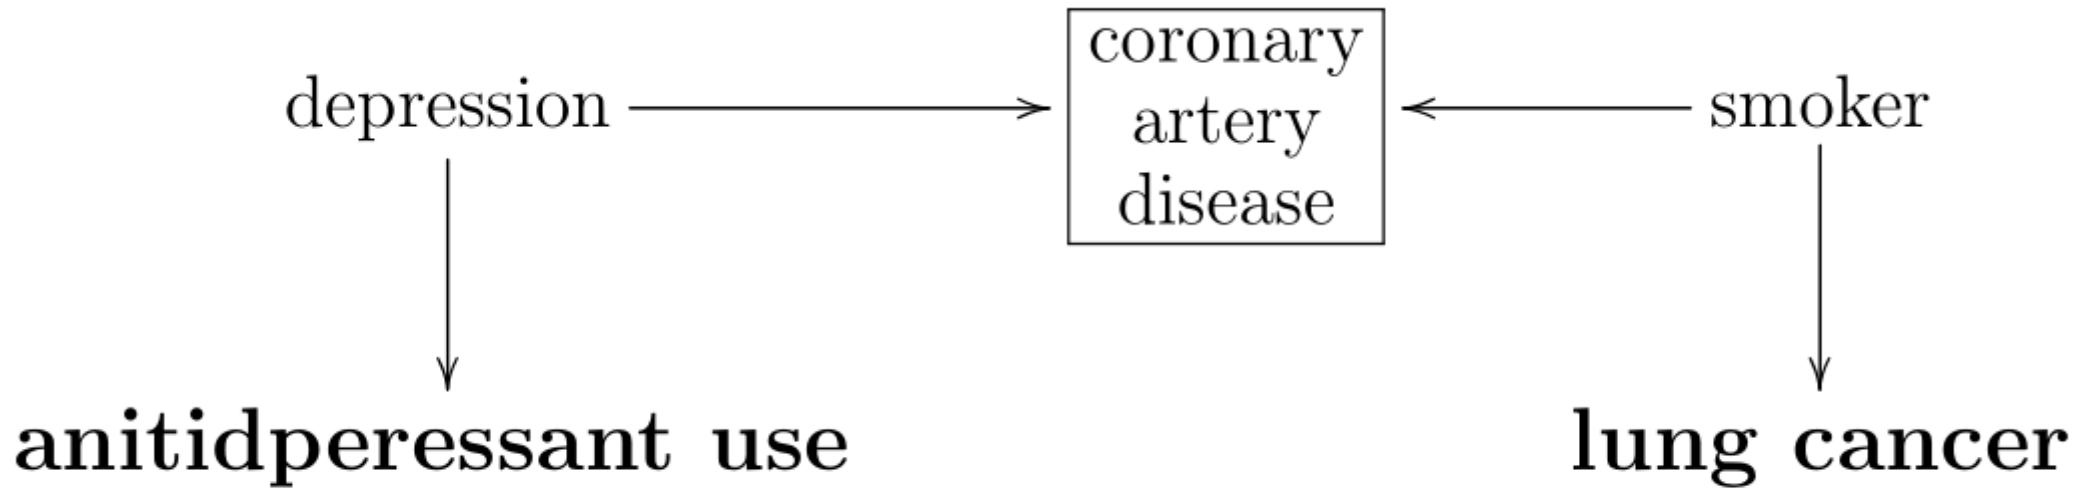 depression
coronary
artery
disease
smoker
anitidperessant use
lung cancer